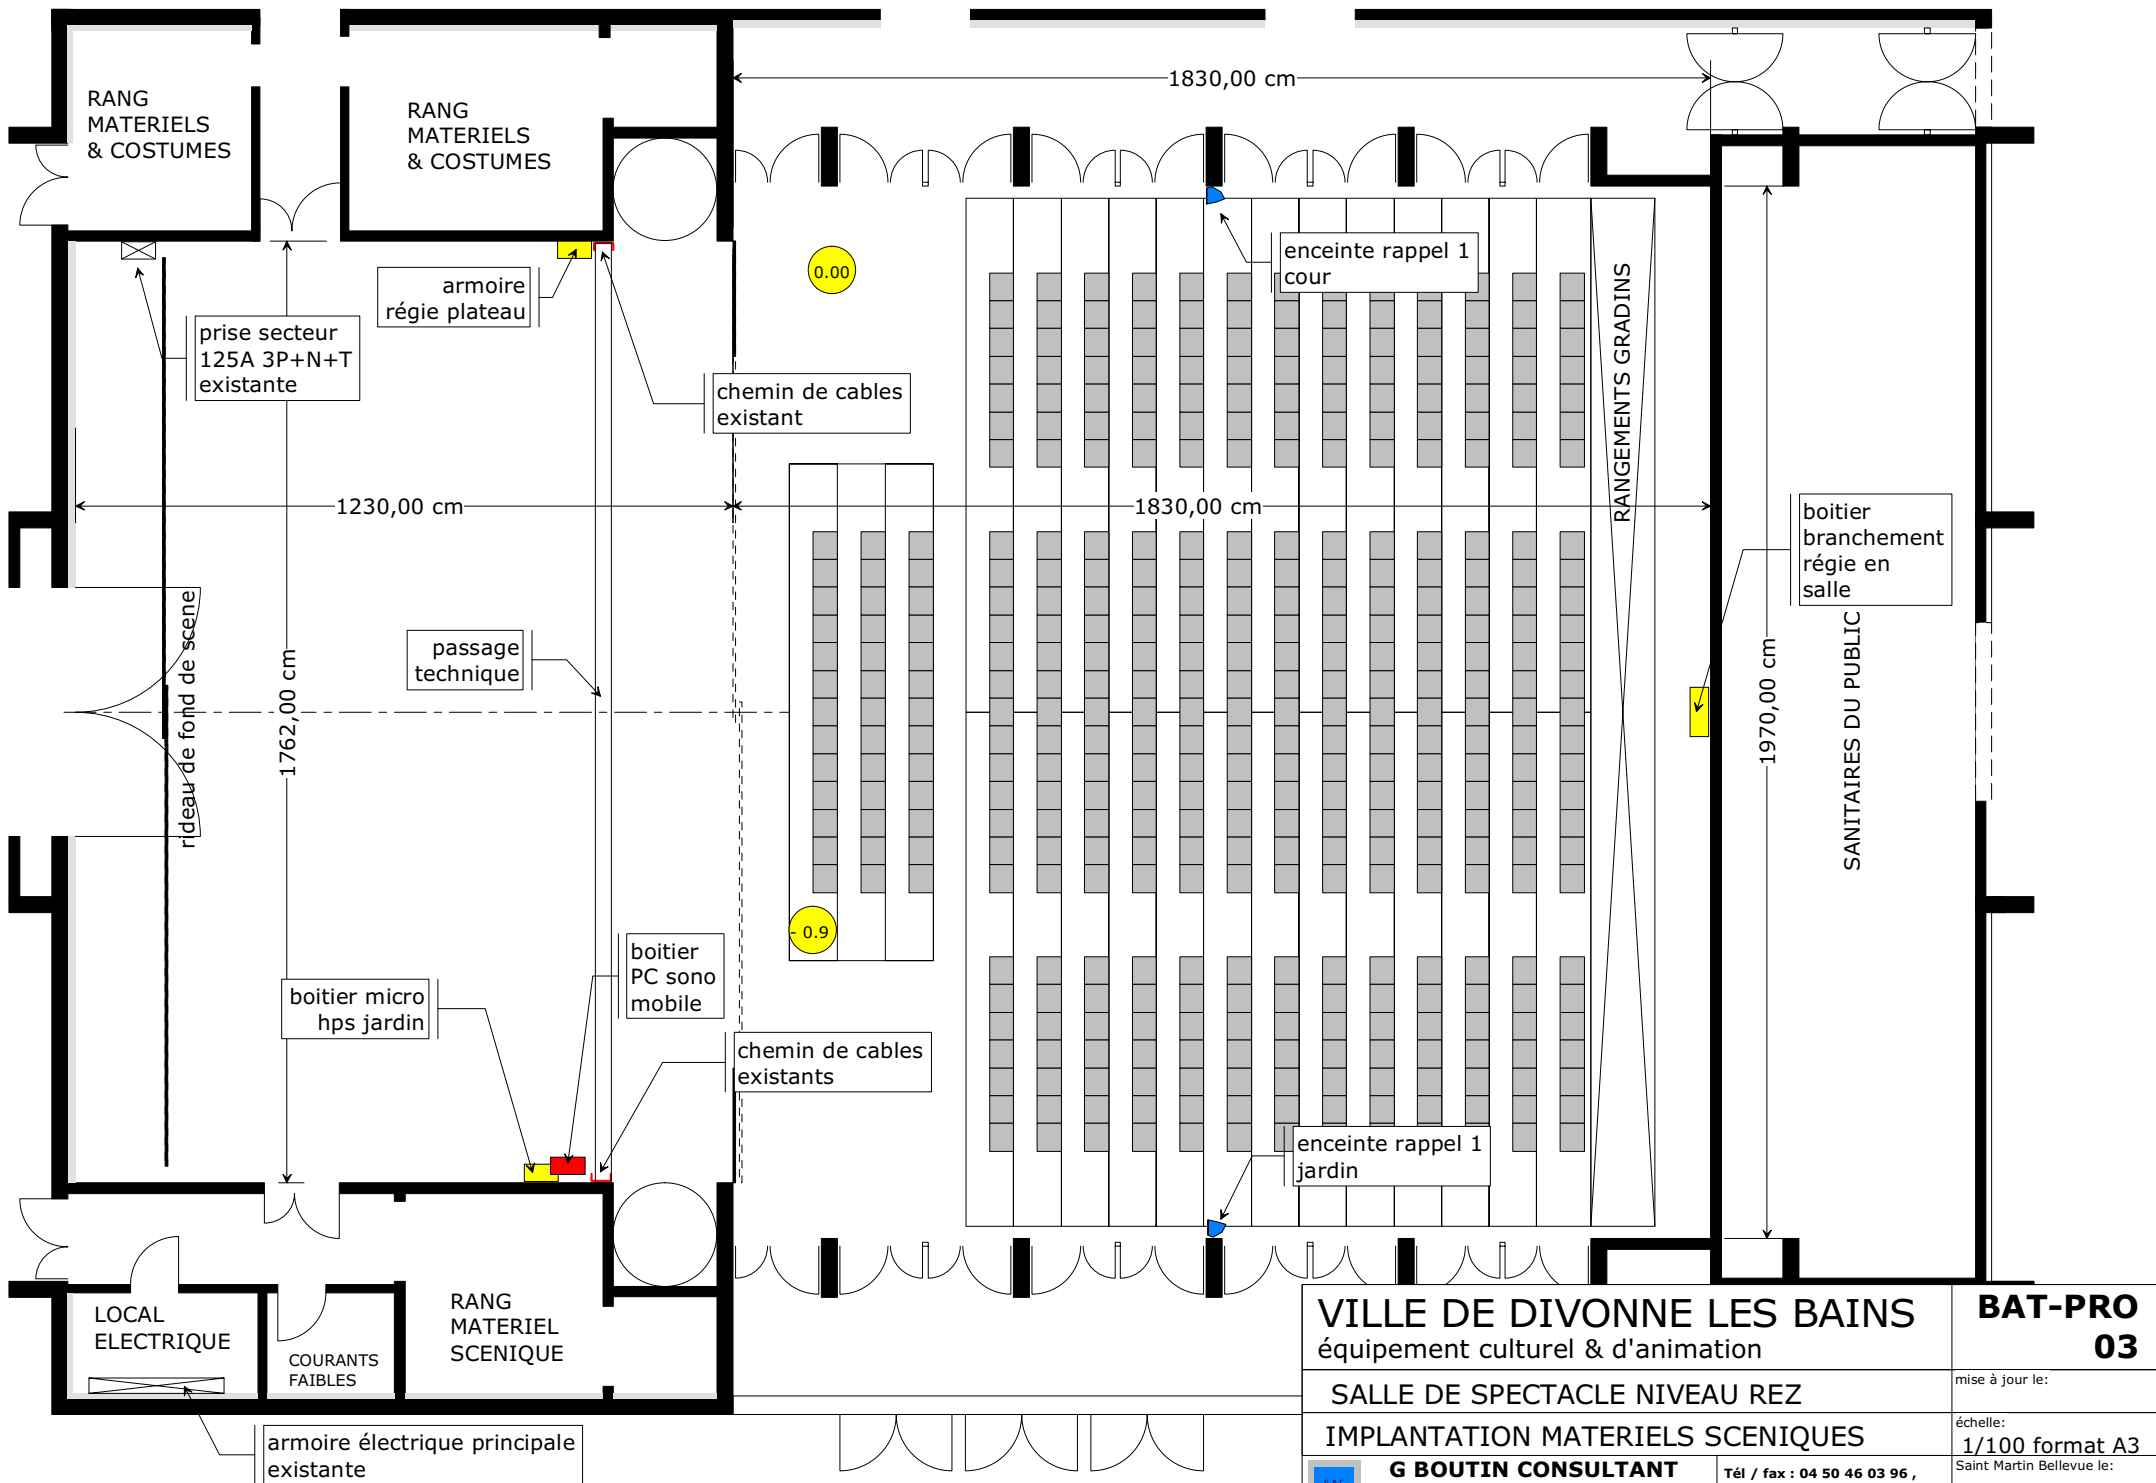 1830,00 cm
RANG
MATERIELS
& COSTUMES
RANG
MATERIELS
& COSTUMES
0.00
enceinte rappel 1
cour
armoire
régie plateau
prise secteur
125A 3P+N+T
existante
chemin de cables
existant
RANGEMENTS GRADINS
1230,00 cm
1830,00 cm
boitier
branchement
régie en
salle
rideau de fond de scene
1762,00 cm
passage
technique
1970,00 cm
SANITAIRES DU PUBLIC
- 0.9
boitier
PC sono
mobile
boitier micro
hps jardin
chemin de cables
existants
enceinte rappel 1
jardin
LOCAL
ELECTRIQUE
COURANTS
FAIBLES
RANG
MATERIEL
SCENIQUE
armoire électrique principale
existante
VILLE DE DIVONNE LES BAINS
équipement culturel & d'animation
BAT-PRO
03
SALLE DE SPECTACLE NIVEAU REZ
mise à jour le:
IMPLANTATION MATERIELS SCENIQUES
échelle:
1/100 format A3
G BOUTIN CONSULTANT
Tél / fax : 04 50 46 03 96 ,
Saint Martin Bellevue le: